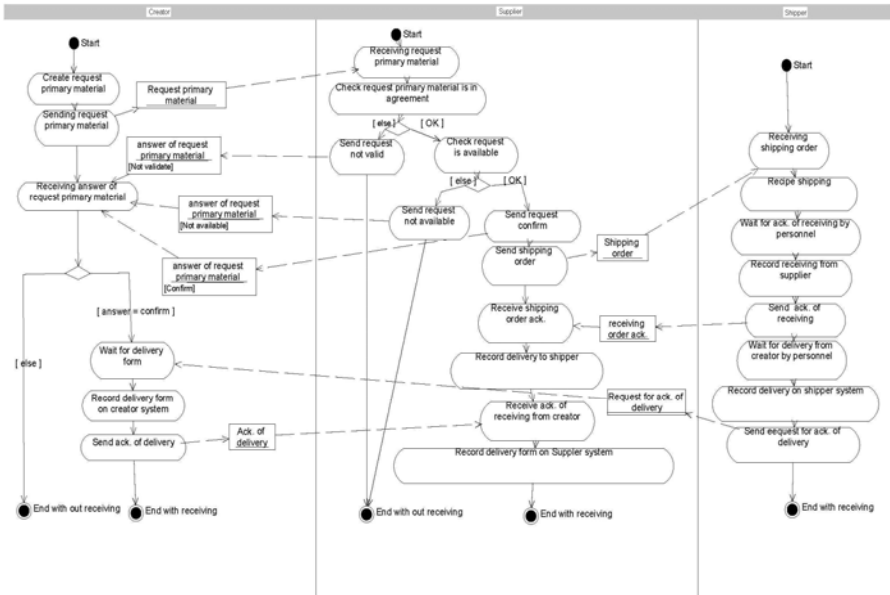 Creator
Supplier
Shipper
Start
Create request
primary material
Sending request
primary material
Request primary
material
answer of request
primary material
[Not validate]
Receiving answer of
request primary material
answer of request
primary material
[Not available]
answer of request
primary material
[Confirm]
[ answer = confirm ]
[ else ]
Wait for delivery
form
Record delivery form
on creator system
Send ack. of delivery
Ack. of
delivery
End with out receiving
End with receiving
Start
Receiving request
primary material
Check request primary material is in
agreement
[ else ]
[ OK ]
Send request
not valid
Check request
is available
[ else ]
[ OK ]
Send request
not available
Send request
confirm
Send shipping
order
Shipping
order
Receive shipping
order ack.
receiving
order ack.
Record delivery to shipper
Request for ack. of
delivery
Receive ack. of
receiving from creator
Record delivery form on Suppler system
End with out receiving
End with receiving
Start
Receiving
shipping order
Recipe shipping
Wait for ack. of receiving by
personnel
Record receiving from
supplier
Send ack. of
receiving
Wait for delivery from
creator by personnel
Record delivery on shipper system
Send eequest for ack. of
delivery
End with receiving